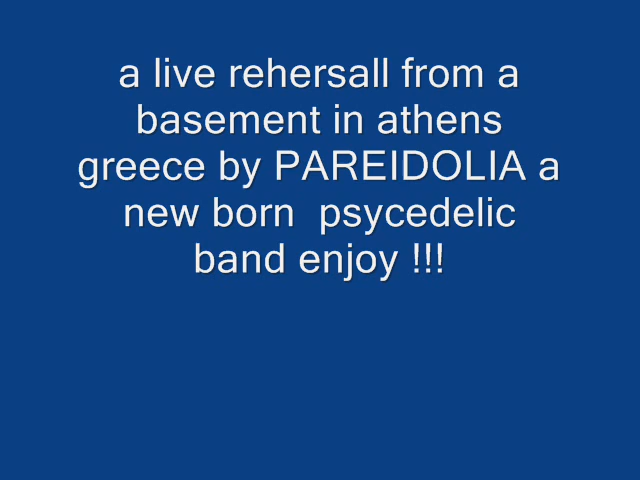 a live rehersall from a
basement in athens
greece by PAREIDOLIA a
new born  psycedelic
band enjoy !!!